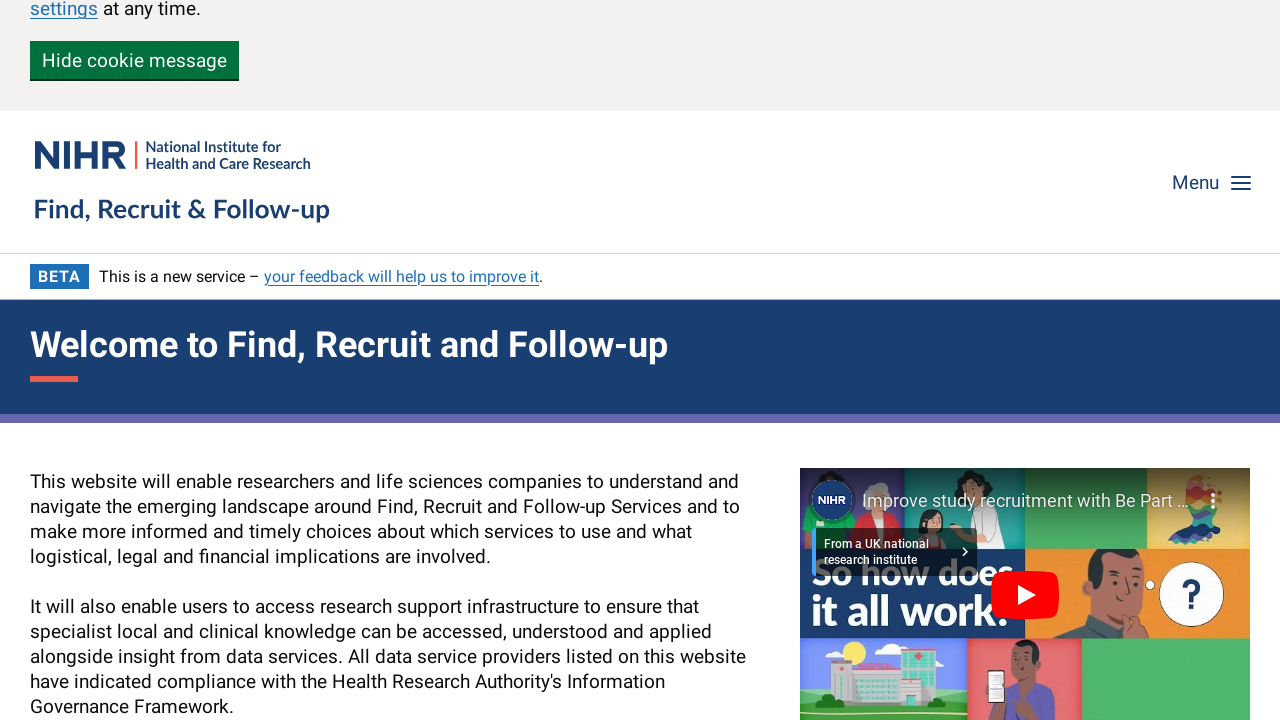 settings at any time.
Hide cookie message
NIHR | National Institute for
Health and Care Research
Find, Recruit & Follow-up
Menu
BETA This is a new service – your feedback will help us to improve it.
Welcome to Find, Recruit and Follow-up
This website will enable researchers and life sciences companies to understand and
navigate the emerging landscape around Find, Recruit and Follow-up Services and to
make more informed and timely choices about which services to use and what
logistical, legal and financial implications are involved.
It will also enable users to access research support infrastructure to ensure that
specialist local and clinical knowledge can be accessed, understood and applied
alongside insight from data services. All data service providers listed on this website
have indicated compliance with the Health Research Authority's Information
Governance Framework.
NIHR Improve study recruitment with Be Part ...
From a UK national
research institute
So how does
it all work?
?
HOSPITAL